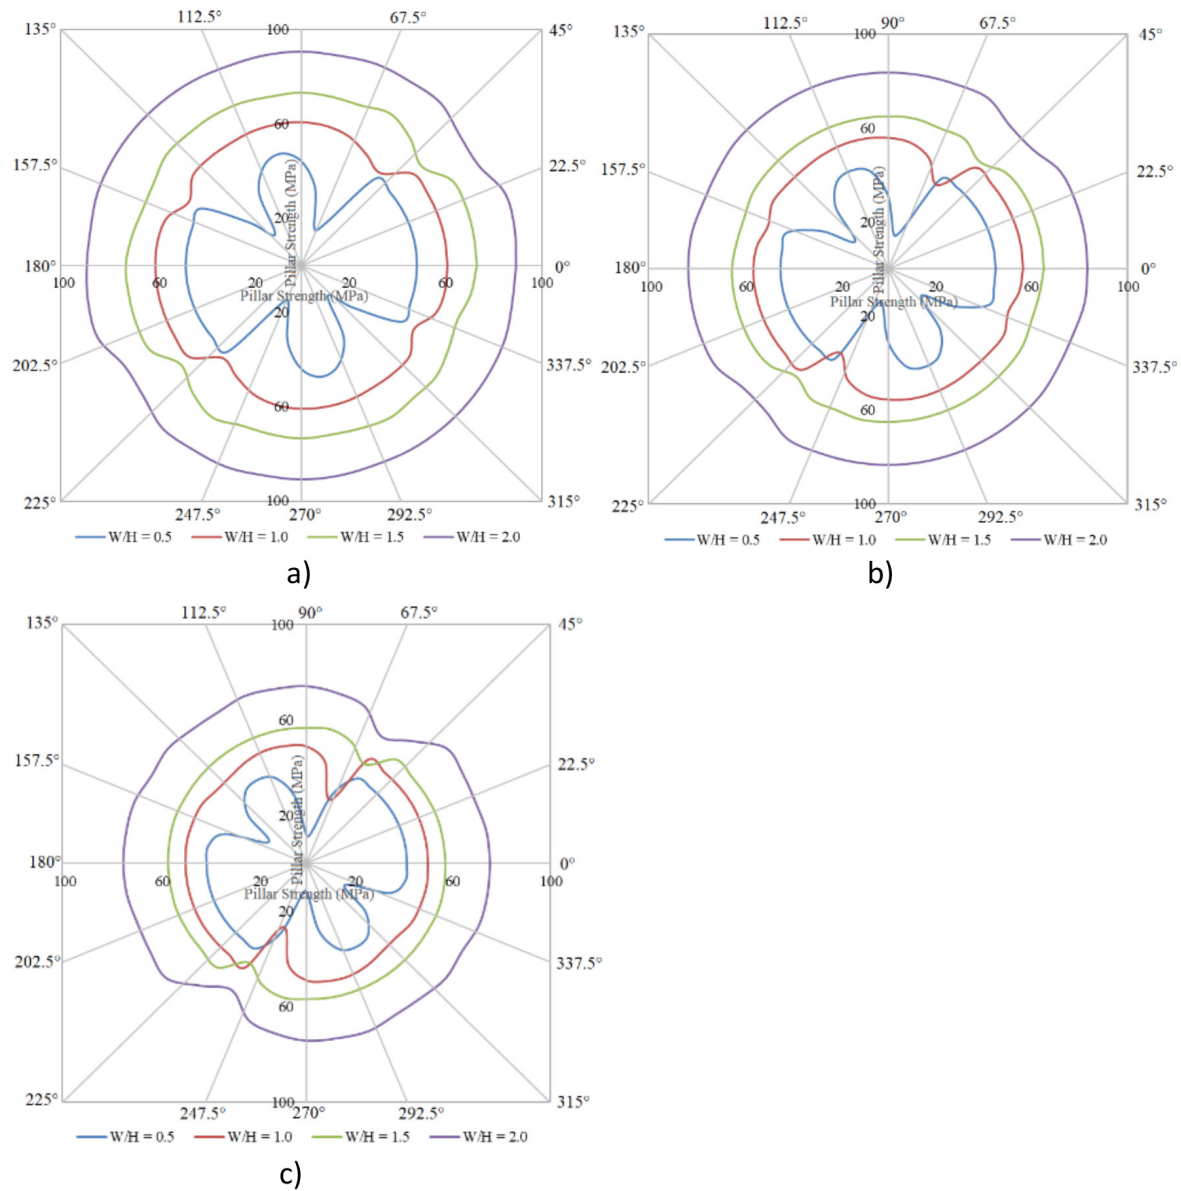 112.5° 67.5°
135° 100 45°
60
157.5° 22.5°
20
Pillar Strength (MPa)
180° 0°
100 60 20 20 60 100
Pillar Strength (MPa)
20
202.5° 337.5°
60
225° 100 315°
247.5° 270° 292.5°
W/H = 0.5 W/H = 1.0 W/H = 1.5 W/H = 2.0
a)
112.5° 90° 67.5°
135° 100 45°
60
157.5° 22.5°
20
Pillar Strength (MPa)
180° 0°
100 60 20 20 60 100
Pillar Strength (MPa)
20
202.5° 337.5°
60
225° 100 315°
247.5° 270° 292.5°
W/H = 0.5 W/H = 1.0 W/H = 1.5 W/H = 2.0
b)
112.5° 90° 67.5°
135° 100 45°
60
157.5° 22.5°
20
Pillar Strength (MPa)
180° 0°
100 60 20 20 60 100
Pillar Strength (MPa)
20
202.5° 337.5°
60
225° 100 315°
247.5° 270° 292.5°
W/H = 0.5 W/H = 1.0 W/H = 1.5 W/H = 2.0
c)